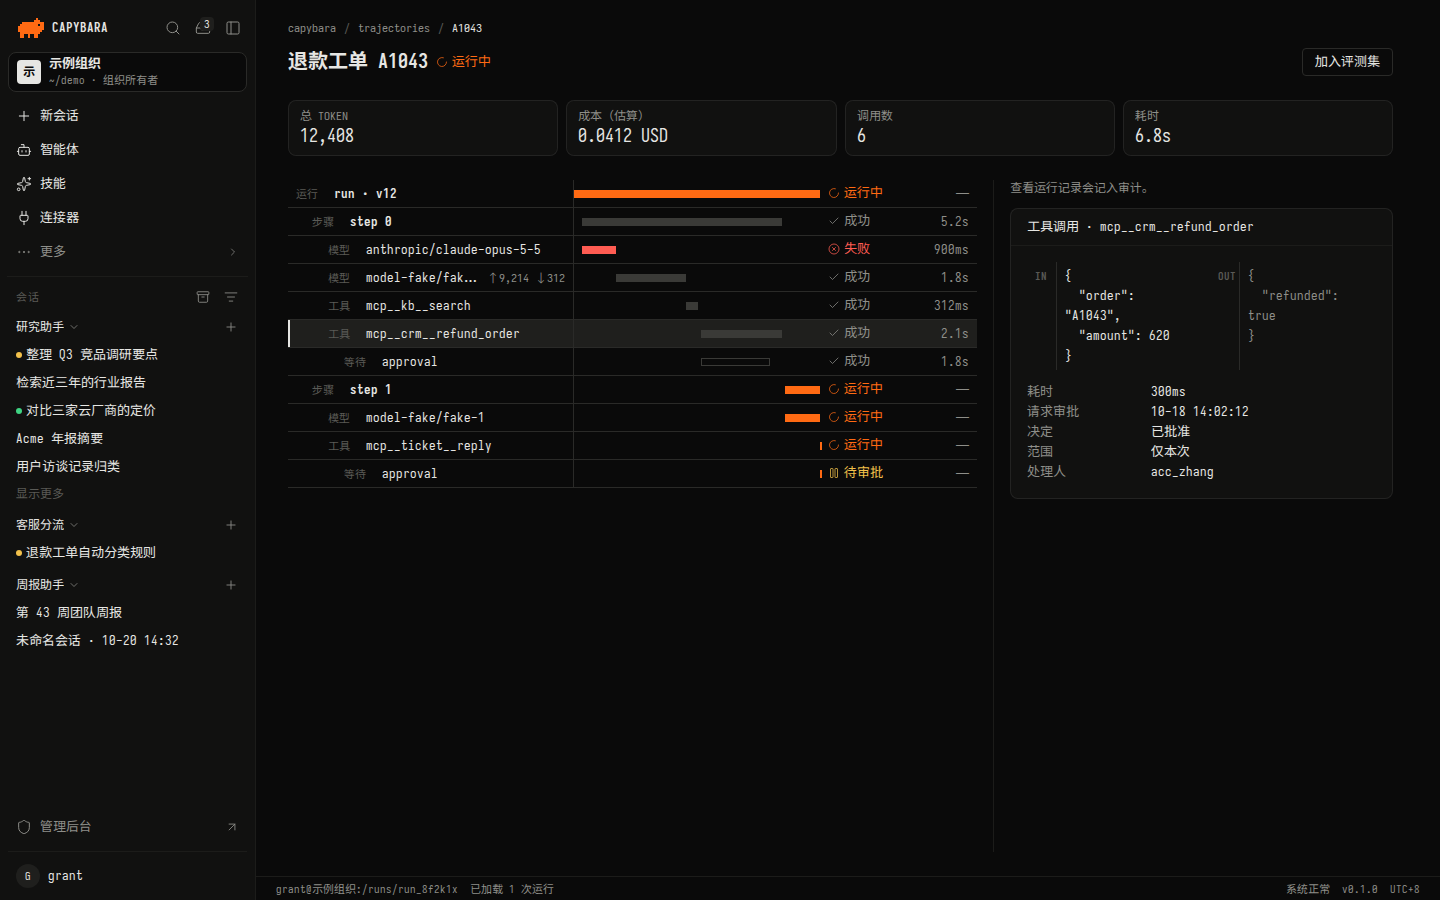 CAPYBARA
3
示 示例组织
~/demo · 组织所有者
新会话
智能体
技能
连接器
更多
会话
研究助手
整理 Q3 竞品调研要点
检索近三年的行业报告
对比三家云厂商的定价
Acme 年报摘要
用户访谈记录归类
显示更多
客服分流
退款工单自动分类规则
周报助手
第 43 周团队周报
未命名会话 · 10-20 14:32
管理后台
G grant
capybara / trajectories / A1043
退款工单 A1043 运行中
加入评测集
总 TOKEN
12,408
成本（估算）
0.0412 USD
调用数
6
耗时
6.8s
运行 run · v12 运行中 —
步骤 step 0 成功 5.2s
模型 anthropic/claude-opus-5-5 失败 900ms
模型 model-fake/fak... ↑9,214 ↓312 成功 1.8s
工具 mcp__kb__search 成功 312ms
工具 mcp__crm__refund_order 成功 2.1s
等待 approval 成功 1.8s
步骤 step 1 运行中 —
模型 model-fake/fake-1 运行中 —
工具 mcp__ticket__reply 运行中 —
等待 approval 待审批 —
查看运行记录会记入审计。
工具调用 · mcp__crm__refund_order
IN
{
"order":
"A1043",
"amount": 620
}
OUT
{
"refunded":
true
}
耗时 300ms
请求审批 10-18 14:02:12
决定 已批准
范围 仅本次
处理人 acc_zhang
grant@示例组织:/runs/run_8f2k1x 已加载 1 次运行
系统正常 v0.1.0 UTC+8